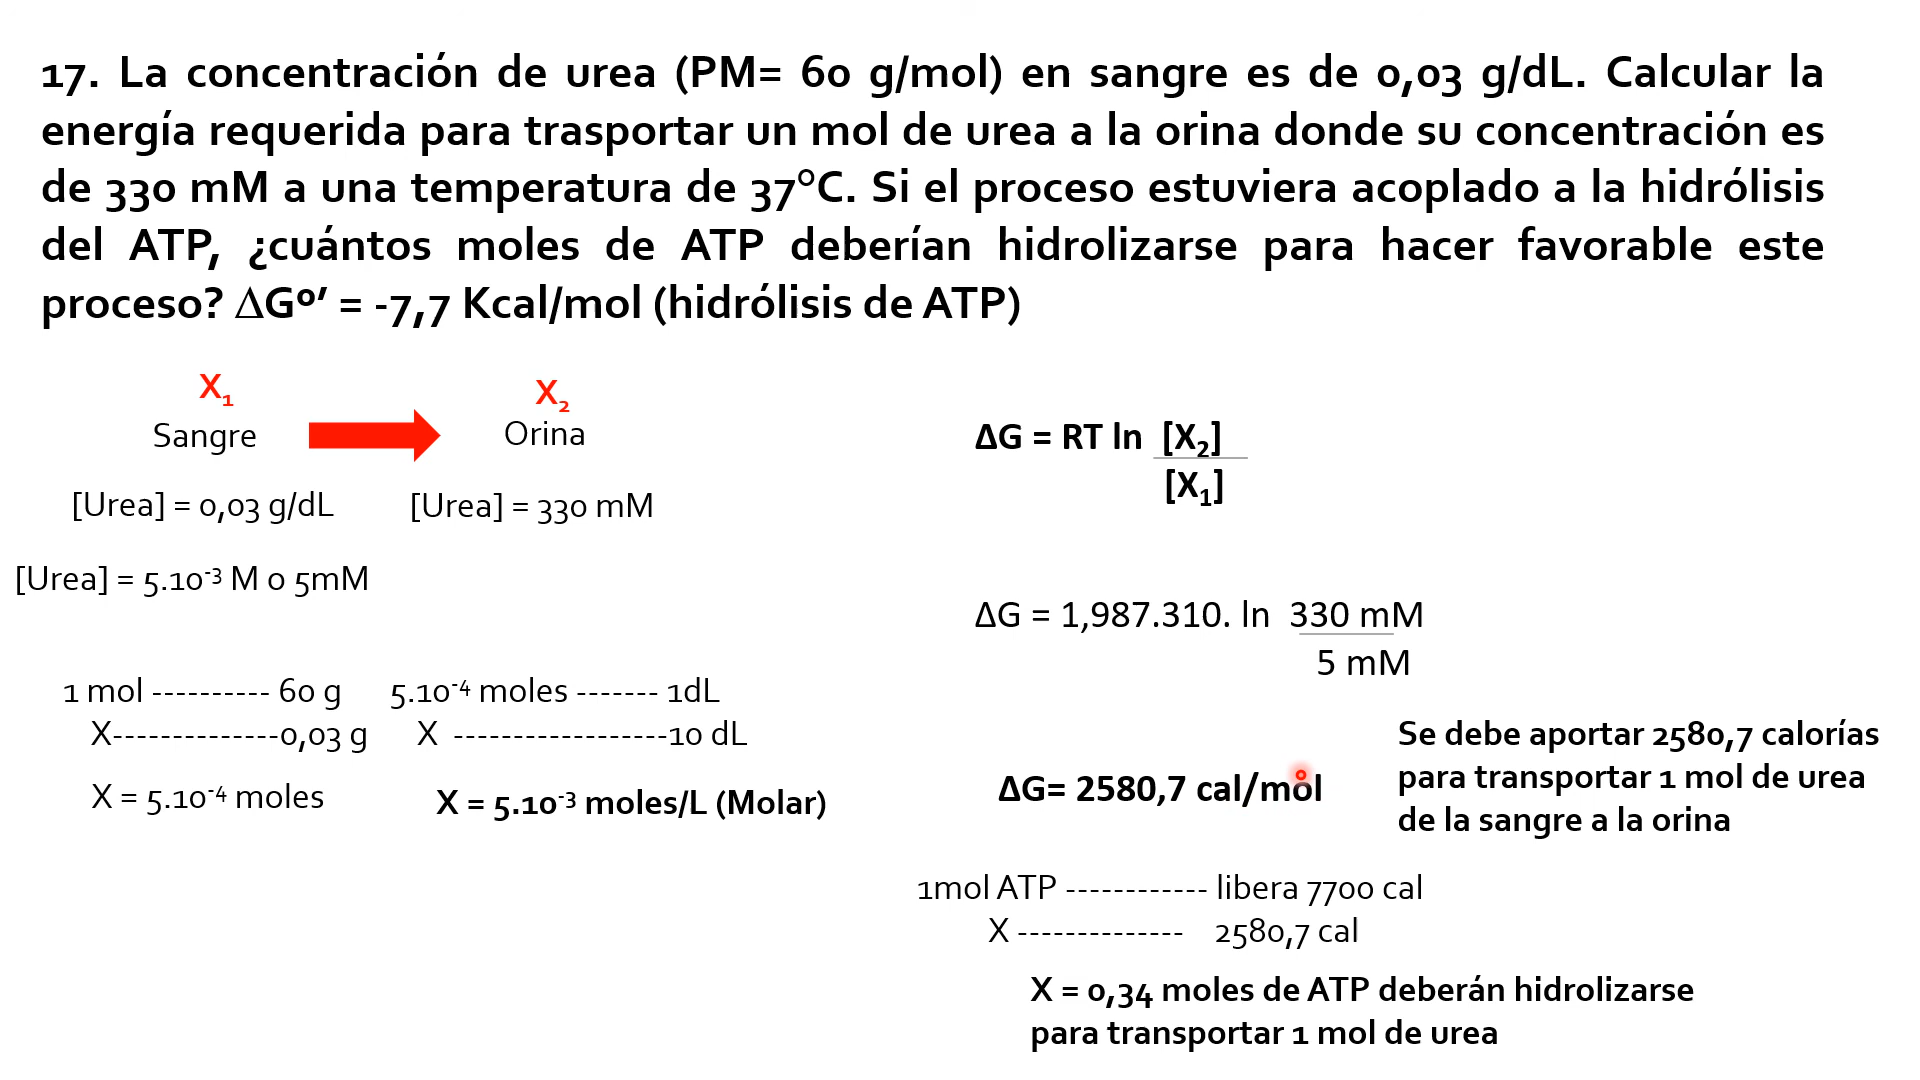 17. La concentración de urea (PM= 60 g/mol) en sangre es de 0,03 g/dL. Calcular la
energía requerida para trasportar un mol de urea a la orina donde su concentración es
de 330 mM a una temperatura de 37°C. Si el proceso estuviera acoplado a la hidrólisis
del ATP, ¿cuántos moles de ATP deberían hidrolizarse para hacer favorable este
proceso? ∆Gº’ = -7,7 Kcal/mol (hidrólisis de ATP)
X₁
X₂
Sangre
Orina
[Urea] = 0,03 g/dL
[Urea] = 330 mM
[Urea] = 5.10⁻³ M o 5mM
1 mol ---------- 60 g
X--------------0,03 g
X = 5.10⁻⁴ moles
5.10⁻⁴ moles ------- 1dL
X ------------------10 dL
X = 5.10⁻³ moles/L (Molar)
ΔG = RT ln [X₂]
[X₁]
ΔG = 1,987.310. ln 330 mM
5 mM
ΔG= 2580,7 cal/mol
Se debe aportar 2580,7 calorías
para transportar 1 mol de urea
de la sangre a la orina
1mol ATP ------------ libera 7700 cal
X -------------- 2580,7 cal
X = 0,34 moles de ATP deberán hidrolizarse
para transportar 1 mol de urea